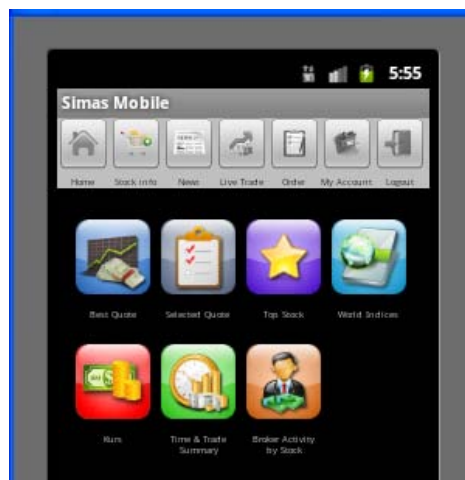 5:55
Simas Mobile
Home Stock Info News Live Trade Order My Account Logout
Best Quote Selected Quote Top Stock World Indices
Kurs Time & Trade Summary Broker Activity by Stock